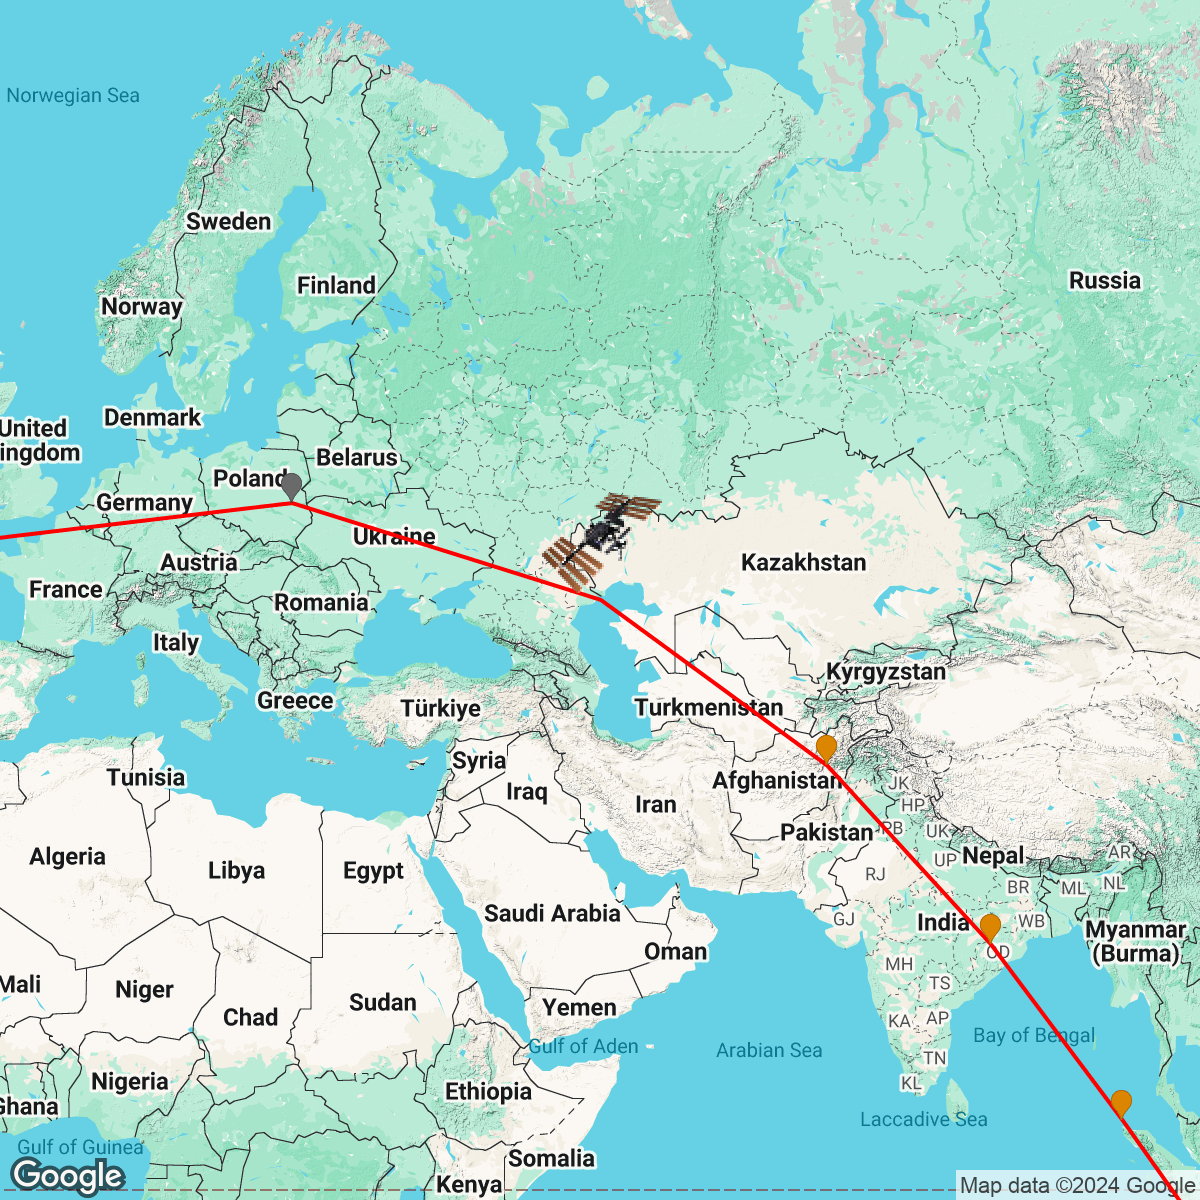 Norwegian Sea
Sweden
Finland
Norway
Russia
Denmark
United
ingdom
Belarus
Poland
Germany
Ukraine
Austria
Kazakhstan
France
Romania
Italy
Kyrgyzstan
Greece
Türkiye
Turkmenistan
Syria
Tunisia
Afghanistan
JK
Iraq
Iran
HP
Pakistan
PB
UK
Algeria
Nepal
AR
UP
Libya
Egypt
RJ
BR
ML
NL
Saudi Arabia
GJ
India
WB
Myanmar
(Burma)
Oman
OD
MH
Mali
Niger
TS
Sudan
Yemen
Chad
KA
AP
Bay of Bengal
Gulf of Aden
Arabian Sea
TN
Nigeria
KL
Ethiopia
Ghana
Laccadive Sea
Gulf of Guinea
Somalia
Google
Kenya
Map data ©2024 Google